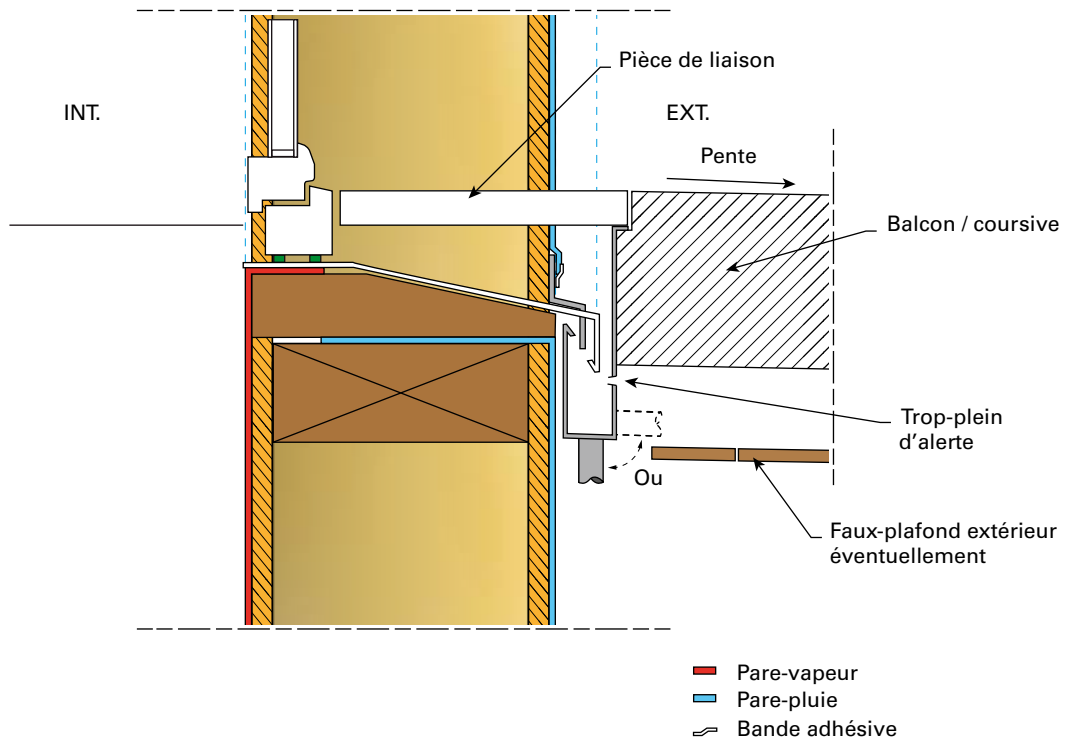 Pièce de liaison
INT.
EXT.
Pente
Balcon / coursive
Trop-plein
d'alerte
Ou
Faux-plafond extérieur
éventuellement
Pare-vapeur
Pare-pluie
Bande adhésive